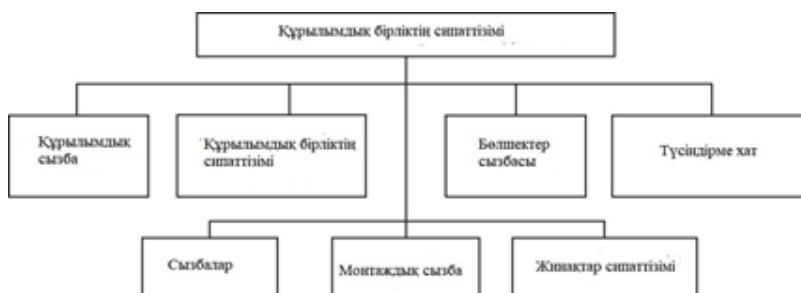 Құрылымдық бірліктің сипаттізімі
Құрылымдық
сызба
Құрылымдық бірліктің
сипаттізімі
Бөлшектер
сызбасы
Түсіндірме хат
Сызбалар
Монтаждық сызба
Жинақтар сипаттізімі